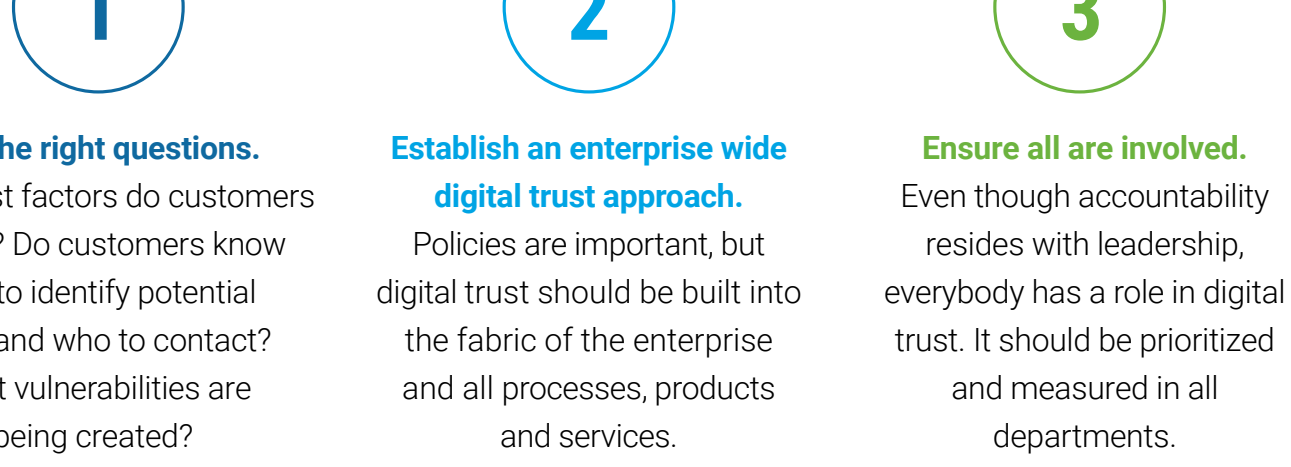 1
he right questions.
st factors do customers
? Do customers know
to identify potential
and who to contact?
t vulnerabilities are
being created?
2
Establish an enterprise wide
digital trust approach.
Policies are important, but
digital trust should be built into
the fabric of the enterprise
and all processes, products
and services.
3
Ensure all are involved.
Even though accountability
resides with leadership,
everybody has a role in digital
trust. It should be prioritized
and measured in all
departments.